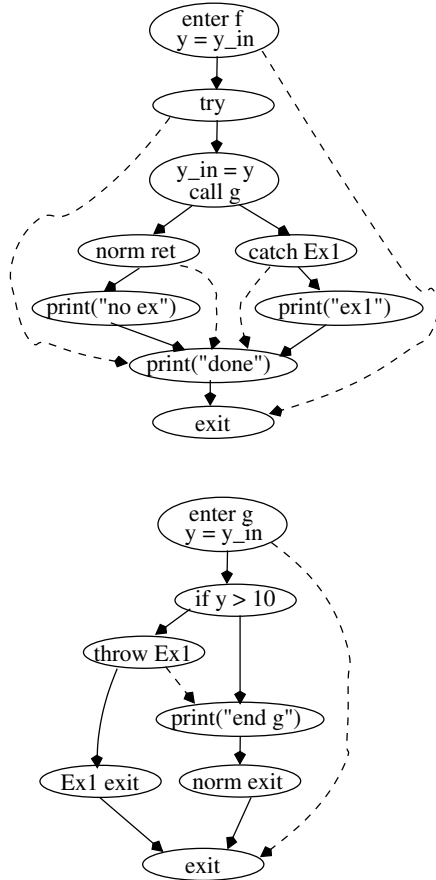 enter f
y = y_in
try
y_in = y
call g
norm ret
catch Ex1
print("no ex")
print("ex1")
print("done")
exit
enter g
y = y_in
if y > 10
throw Ex1
print("end g")
Ex1 exit
norm exit
exit